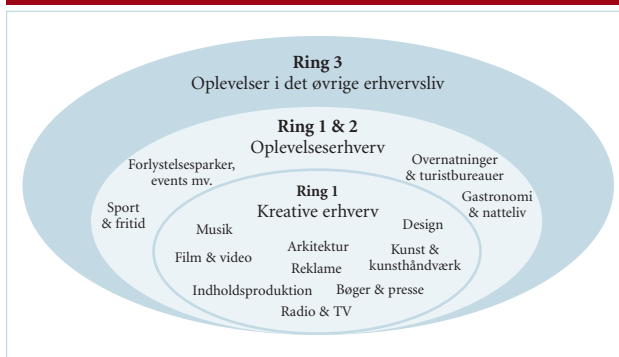 Ring 3
Oplevelser i det øvrige erhvervsliv
Ring 1 & 2
Oplevelseserhverv
Forlystelsesparker,
events mv.
Overnatninger
& turistbureauer
Sport
& fritid
Gastronomi
& natteliv
Ring 1
Kreative erhverv
Musik
Design
Film & video
Arkitektur
Reklame
Kunst &
kunsthåndværk
Indholdsproduktion
Bøger & presse
Radio & TV